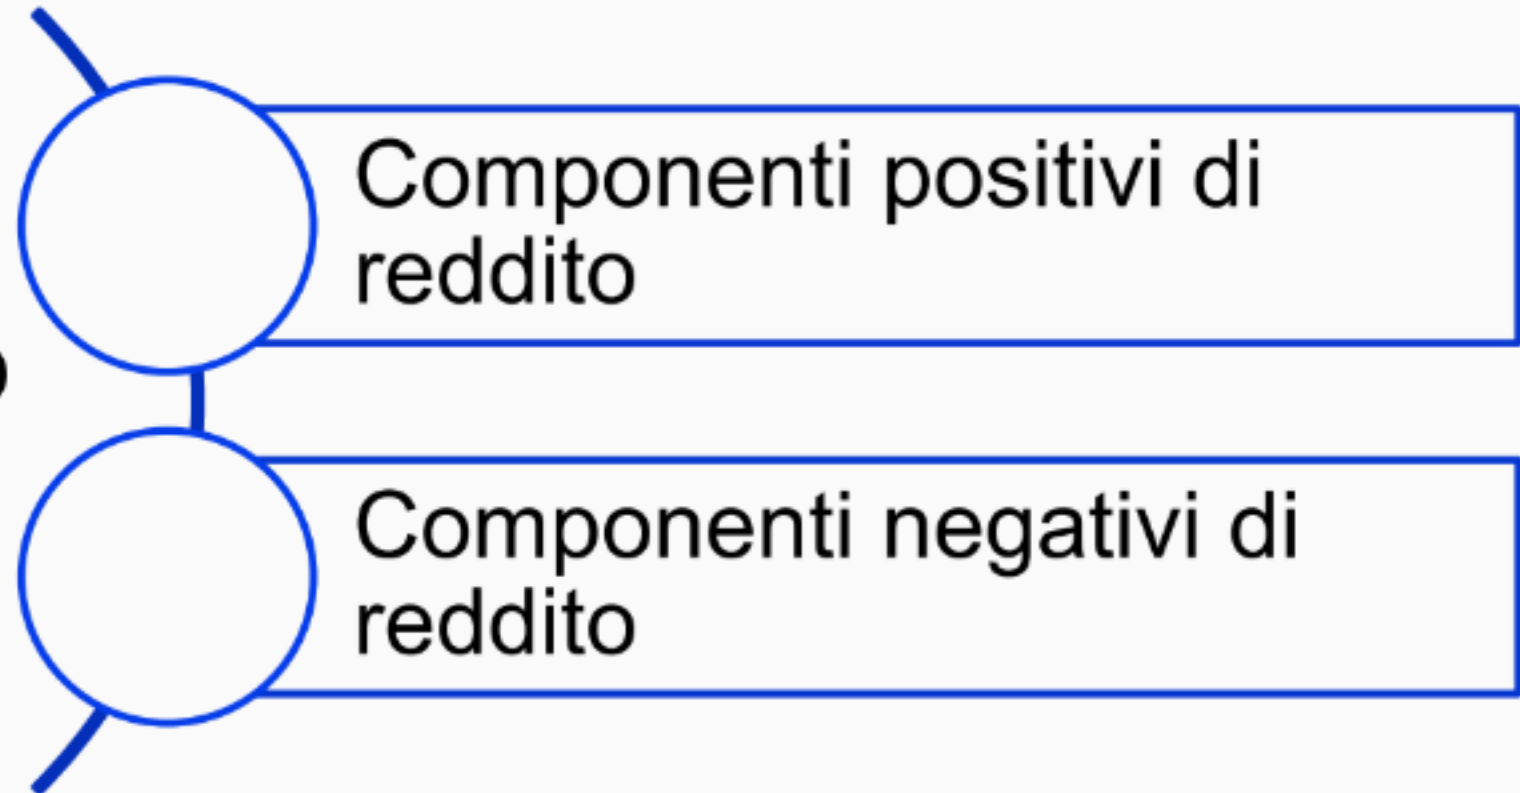 Componenti positivi di
reddito
Componenti negativi di
reddito